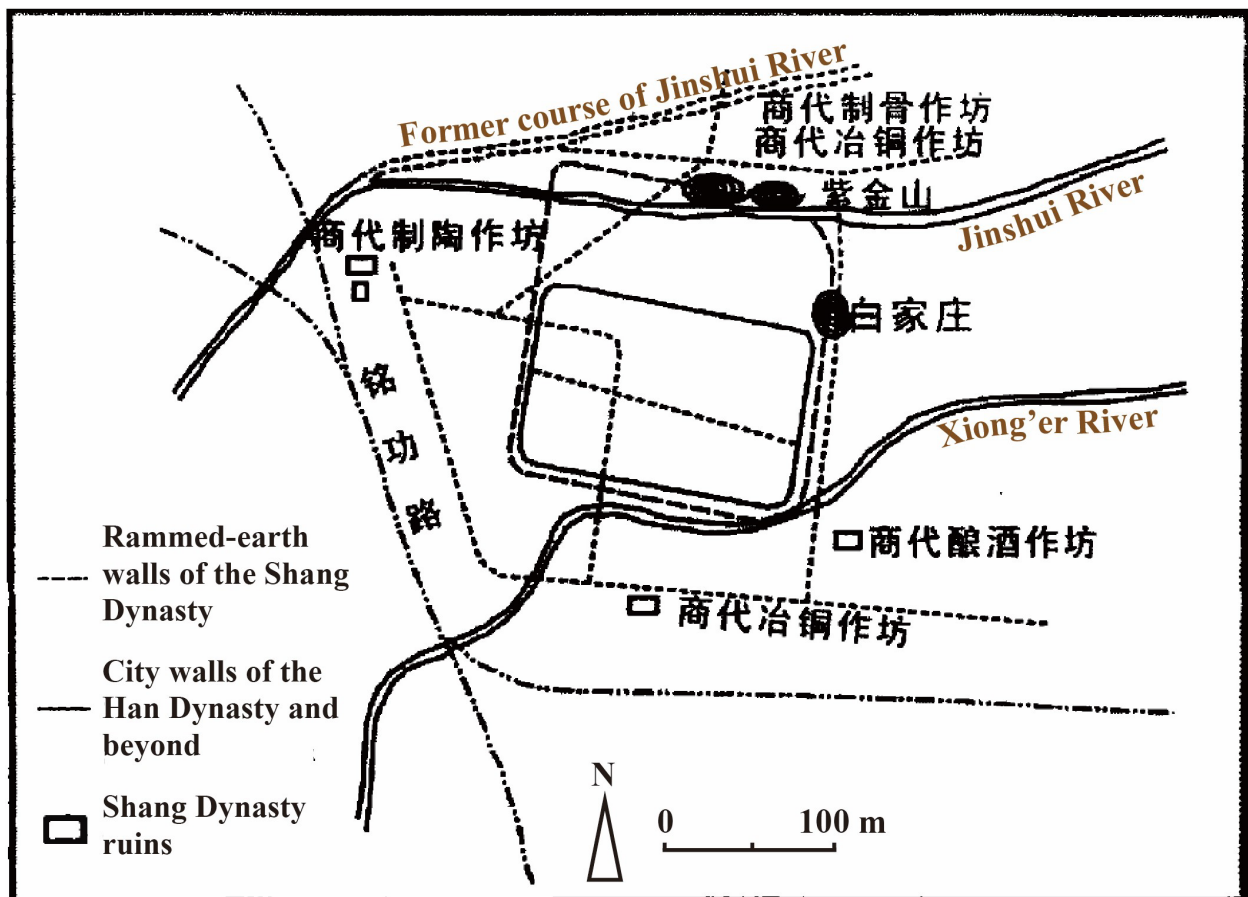 Former course of Jinshui River
商代制骨作坊
商代冶铜作坊
紫金山
Jinshui River
商代制陶作坊
白家庄
铭功路
Xiong'er River
商代酿酒作坊
商代冶铜作坊
Rammed-earth
walls of the Shang
Dynasty
City walls of the
Han Dynasty and
beyond
Shang Dynasty
ruins
N
0 100 m